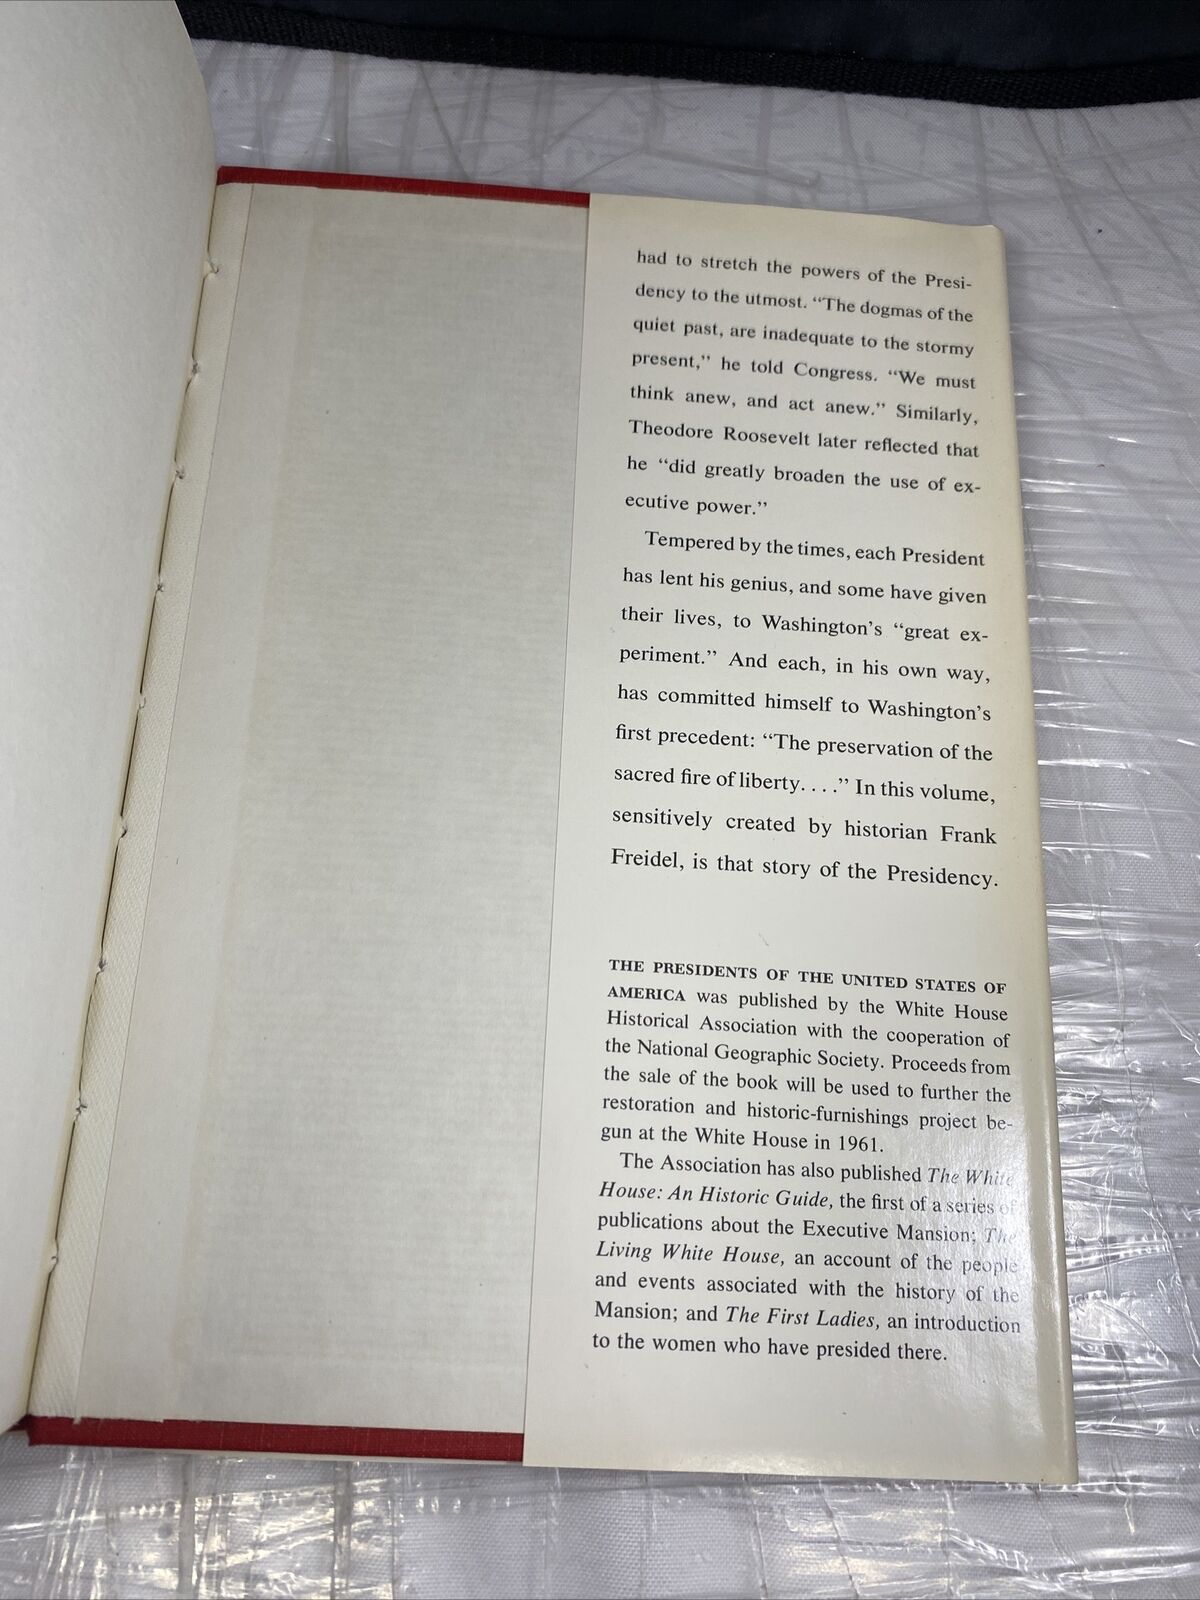 had to stretch the powers of the Presi-
dency to the utmost. “The dogmas of the
quiet past, are inadequate to the stormy
present,” he told Congress. “We must
think anew, and act anew.” Similarly,
Theodore Roosevelt later reflected that
he “did greatly broaden the use of ex-
ecutive power.”
Tempered by the times, each President
has lent his genius, and some have given
their lives, to Washington’s “great ex-
periment.” And each, in his own way,
has committed himself to Washington’s
first precedent: “The preservation of the
sacred fire of liberty. . . .” In this volume,
sensitively created by historian Frank
Freidel, is that story of the Presidency.
THE PRESIDENTS OF THE UNITED STATES OF
AMERICA was published by the White House
Historical Association with the cooperation of
the National Geographic Society. Proceeds from
the sale of the book will be used to further the
restoration and historic-furnishings project be-
gun at the White House in 1961.
The Association has also published The White
House: An Historic Guide, the first of a series of
publications about the Executive Mansion; The
Living White House, an account of the people
and events associated with the history of the
Mansion; and The First Ladies, an introduction
to the women who have presided there.